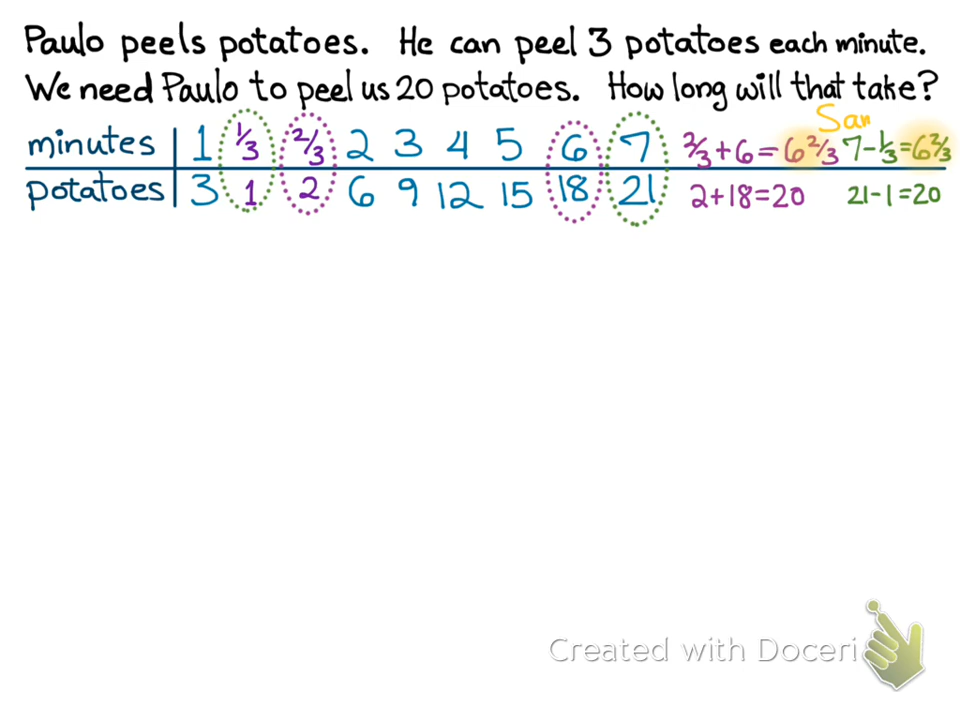 Paulo peels potatoes. He can peel 3 potatoes each minute.
We need Paulo to peel us 20 potatoes. How long will that take?
Sam
minutes 1 1/3 2/3 2 3 4 5 6 7 2/3+6=6 2/3 7-1/3=6 2/3
potatoes 3 1 2 6 9 12 15 18 21 2+18=20 21-1=20
Created with Doceri